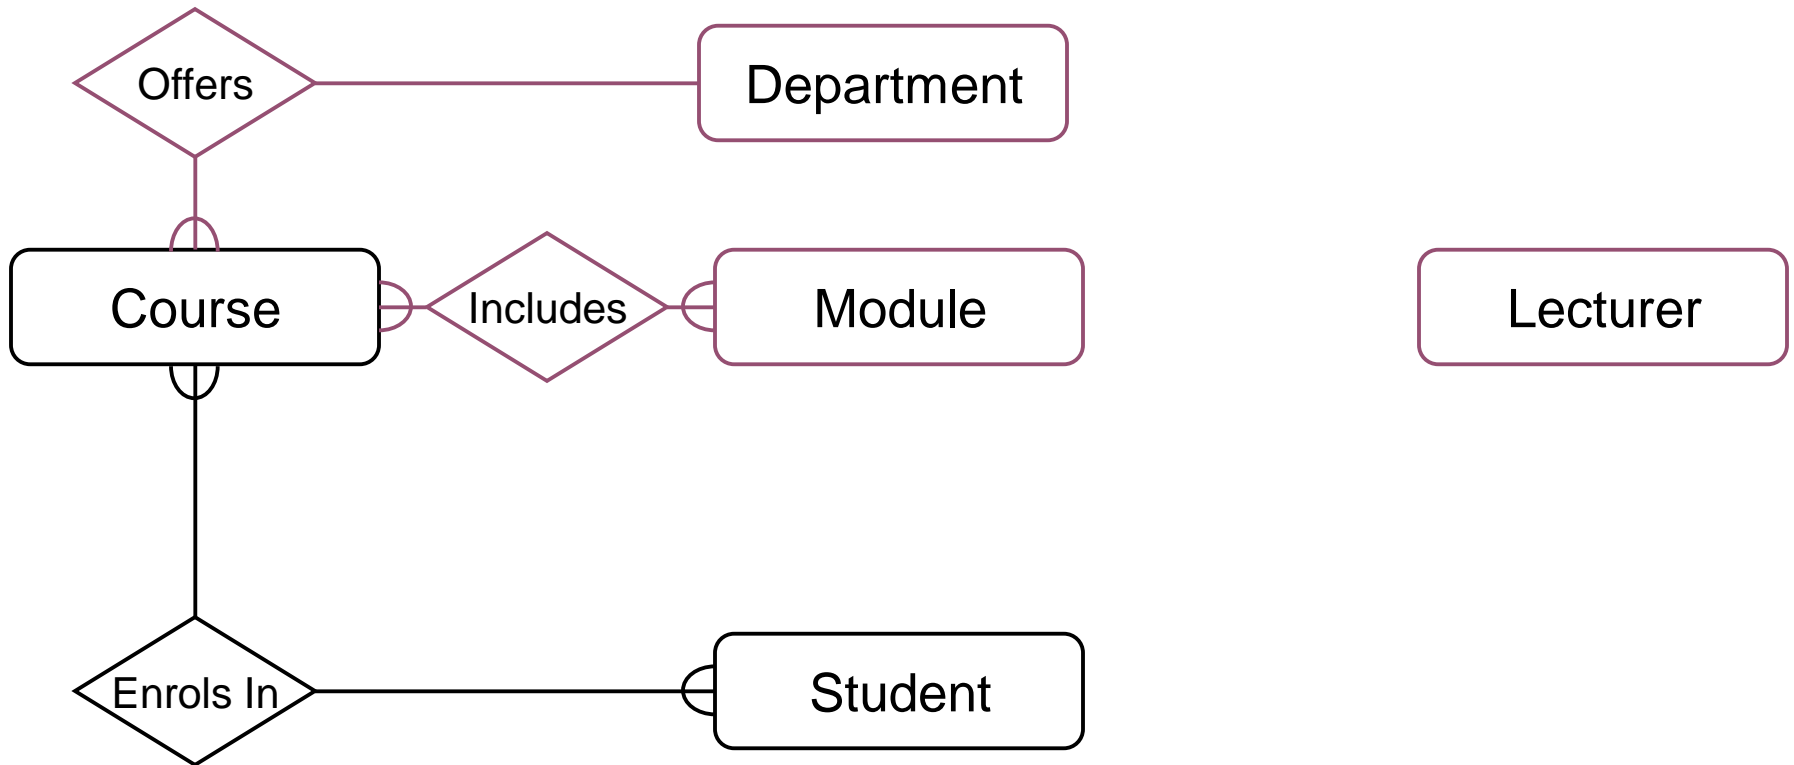 Offers
Department
Course
Includes
Module
Lecturer
Enrols In
Student